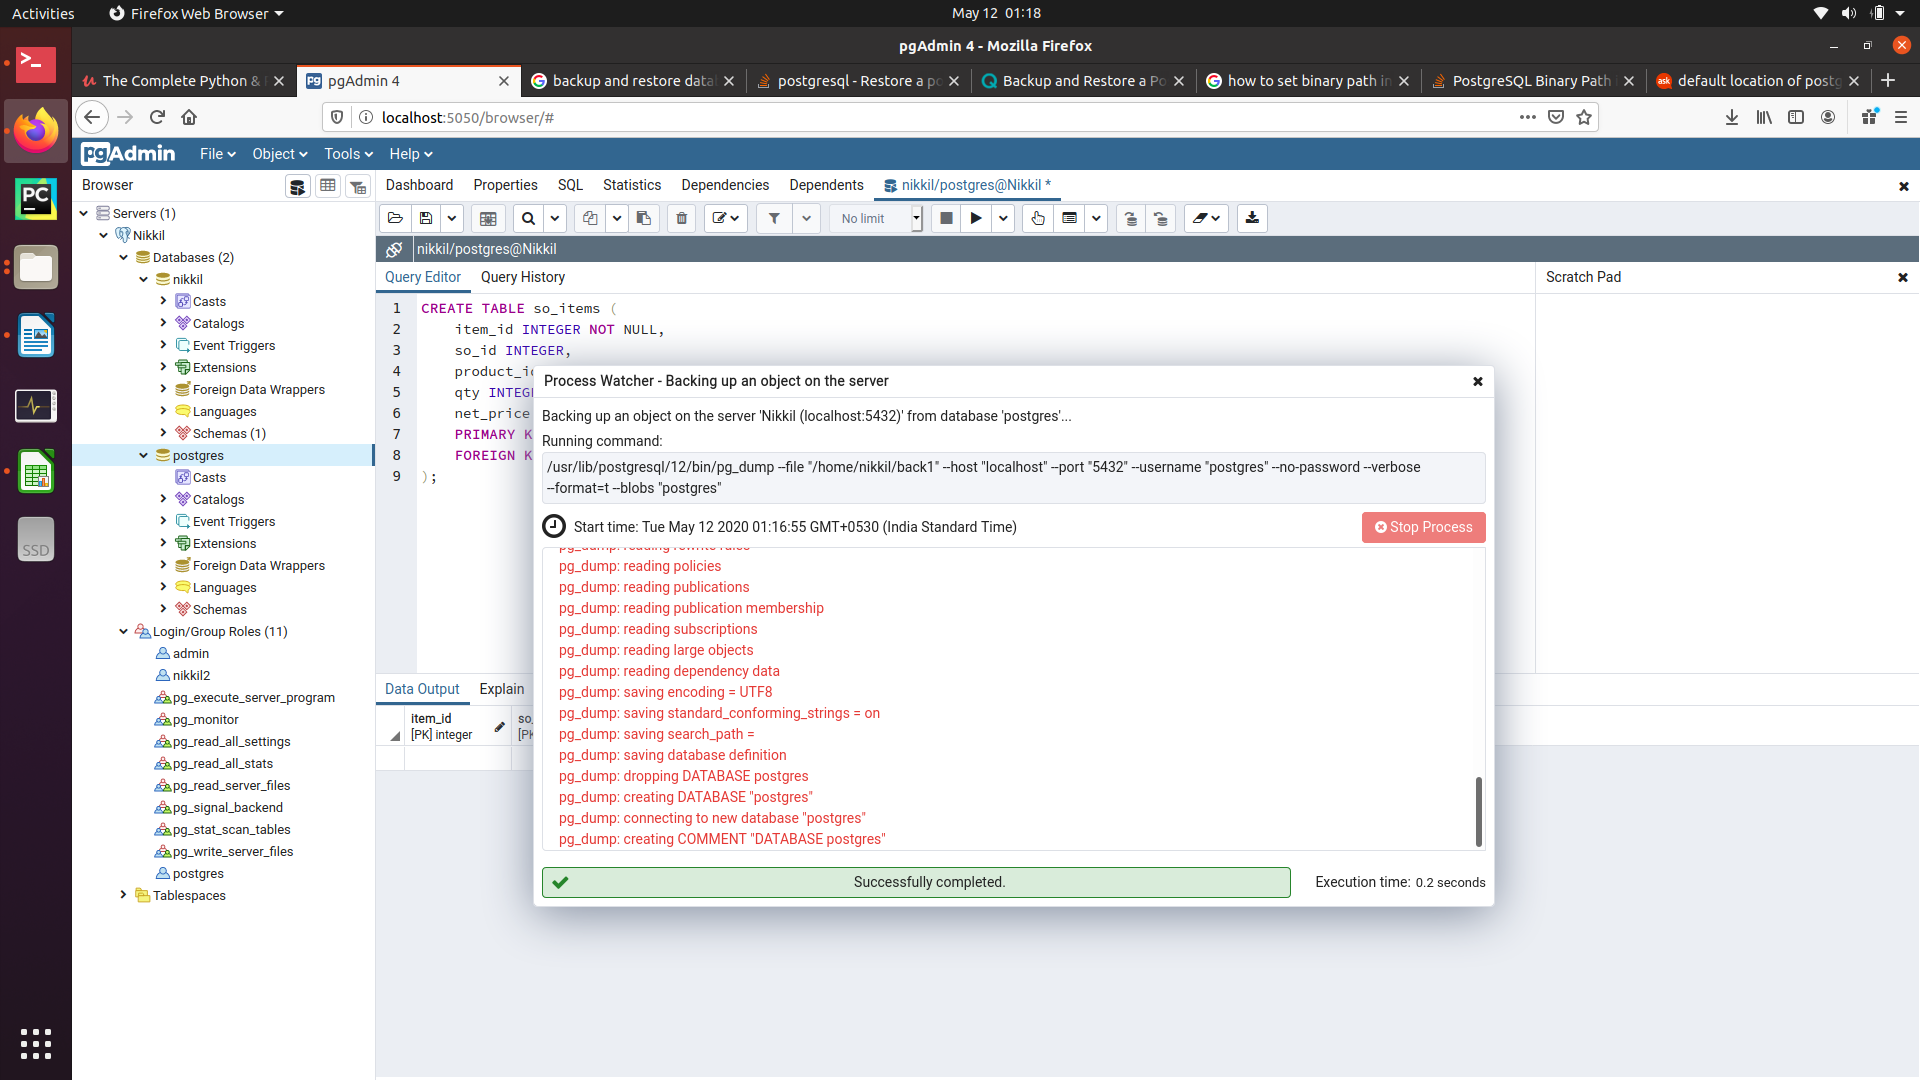 Activities
Firefox Web Browser
May 12 01:18
pgAdmin 4 - Mozilla Firefox
The Complete Python &
pgAdmin 4
backup and restore data
postgresql - Restore a po
Backup and Restore a Po
how to set binary path in
PostgreSQL Binary Path
ask
default location of postg
localhost:5050/browser/#
pgAdmin
File
Object
Tools
Help
Browser
Dashboard
Properties
SQL
Statistics
Dependencies
Dependents
nikkil/postgres@Nikkil *
No limit
nikkil/postgres@Nikkil
Query Editor
Query History
Scratch Pad
Servers (1)
Nikkil
Databases (2)
nikkil
Casts
Catalogs
Event Triggers
Extensions
Foreign Data Wrappers
Languages
Schemas (1)
postgres
Casts
Catalogs
Event Triggers
Extensions
Foreign Data Wrappers
Languages
Schemas
Login/Group Roles (11)
admin
nikkil2
pg_execute_server_program
pg_monitor
pg_read_all_settings
pg_read_all_stats
pg_read_server_files
pg_signal_backend
pg_stat_scan_tables
pg_write_server_files
postgres
Tablespaces
PC
SSD
1 CREATE TABLE so_items (
2 item_id INTEGER NOT NULL,
3 so_id INTEGER,
4 product_id
5 qty INTEG
6 net_price
7 PRIMARY K
8 FOREIGN K
9 );
Data Output
Explain
item_id
[PK] integer
so_
[PK
Process Watcher - Backing up an object on the server
Backing up an object on the server 'Nikkil (localhost:5432)' from database 'postgres'...
Running command:
/usr/lib/postgresql/12/bin/pg_dump --file "/home/nikkil/back1" --host "localhost" --port "5432" --username "postgres" --no-password --verbose
--format=t --blobs "postgres"
Start time: Tue May 12 2020 01:16:55 GMT+0530 (India Standard Time)
Stop Process
pg_dump: reading rewrite rules
pg_dump: reading policies
pg_dump: reading publications
pg_dump: reading publication membership
pg_dump: reading subscriptions
pg_dump: reading large objects
pg_dump: reading dependency data
pg_dump: saving encoding = UTF8
pg_dump: saving standard_conforming_strings = on
pg_dump: saving search_path =
pg_dump: saving database definition
pg_dump: dropping DATABASE postgres
pg_dump: creating DATABASE "postgres"
pg_dump: connecting to new database "postgres"
pg_dump: creating COMMENT "DATABASE postgres"
Successfully completed.
Execution time: 0.2 seconds